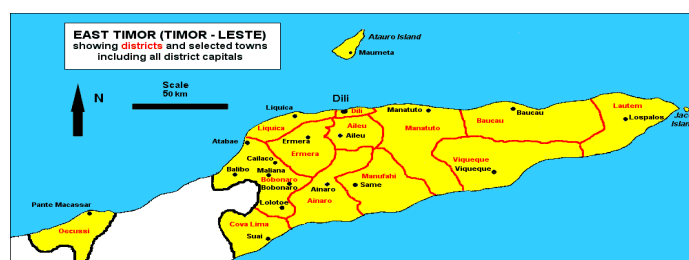 EAST TIMOR (TIMOR - LESTE)
showing districts and selected towns
including all district capitals
Atauro Island
Maumeta
Scale
50 km
N
Dili
Liquica
Dili
Manatuto
Baucau
Baucau
Lautem
Lospalos
Jaco
Island
Liquica
Aileu
Aileu
Manatuto
Atabae
Ermera
Ermera
Cailaco
Balibo
Maliana
Bobonaro
Bobonaro
Viqueque
Viqueque
Manufahi
Ainaro
Same
Ainaro
Lolotoe
Pante Macassar
Oecussi
Cova Lima
Suai